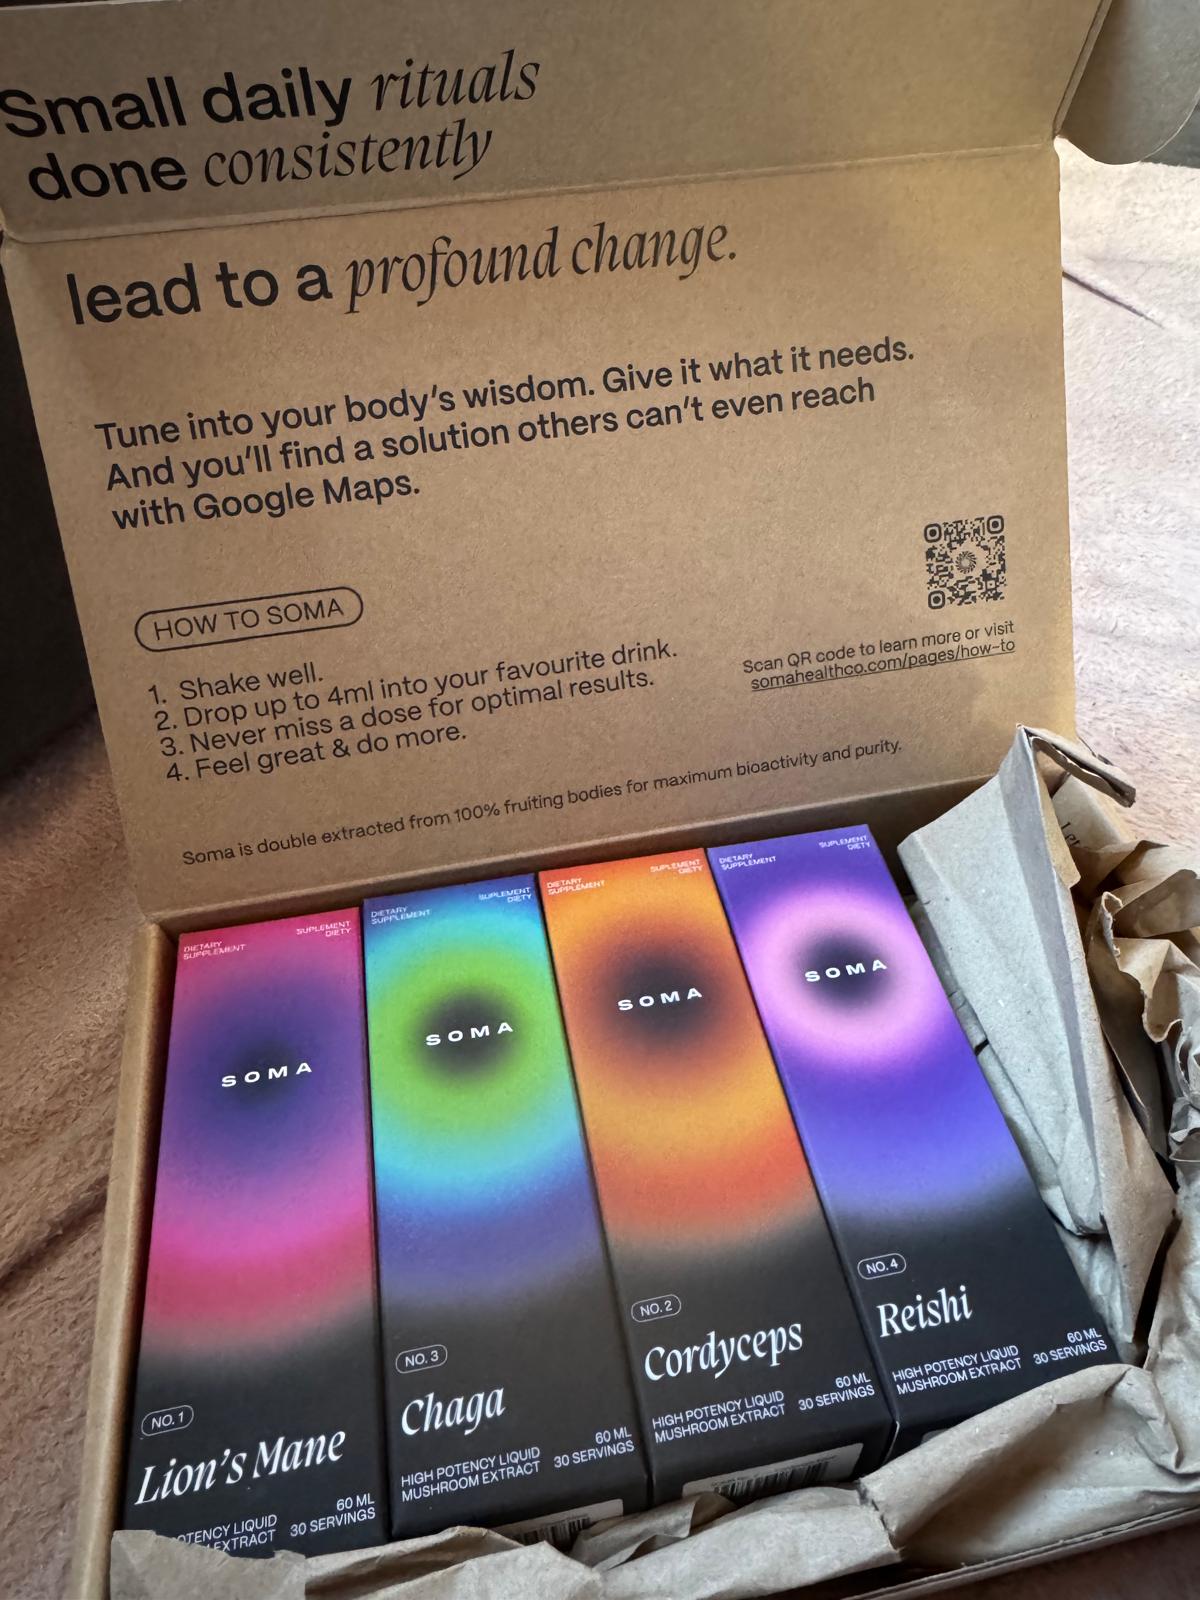 Small daily rituals
done consistently
lead to a profound change.
Tune into your body's wisdom. Give it what it needs.
And you'll find a solution others can't even reach
with Google Maps.
HOW TO SOMA
1. Shake well.
2. Drop up to 4ml into your favourite drink.
3. Never miss a dose for optimal results.
4. Feel great & do more.
Scan QR code to learn more or visit
somahealthco.com/pages/how-to
Soma is double extracted from 100% fruiting bodies for maximum bioactivity and purity.
DIETARY
SUPPLEMENT
SUPLEMENT
DIETY
SOMA
NO. 1
Lion's Mane
POTENCY LIQUID
EXTRACT
60 ML
30 SERVINGS
DIETARY
SUPPLEMENT
SUPLEMENT
DIETY
SOMA
NO. 3
Chaga
HIGH POTENCY LIQUID
MUSHROOM EXTRACT
60 ML
30 SERVINGS
DIETARY
SUPPLEMENT
SUPLEMENT
DIETY
SOMA
NO. 2
Cordyceps
HIGH POTENCY LIQUID
MUSHROOM EXTRACT
60 ML
30 SERVINGS
DIETARY
SUPPLEMENT
SUPLEMENT
DIETY
SOMA
NO. 4
Reishi
HIGH POTENCY LIQUID
MUSHROOM EXTRACT
60 ML
30 SERVINGS